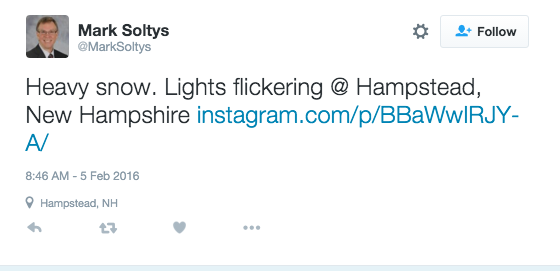 Mark Soltys
@MarkSoltys
Follow
Heavy snow. Lights flickering @ Hampstead,
New Hampshire instagram.com/p/BBaWwlRJY-
A/
8:46 AM - 5 Feb 2016
Hampstead, NH